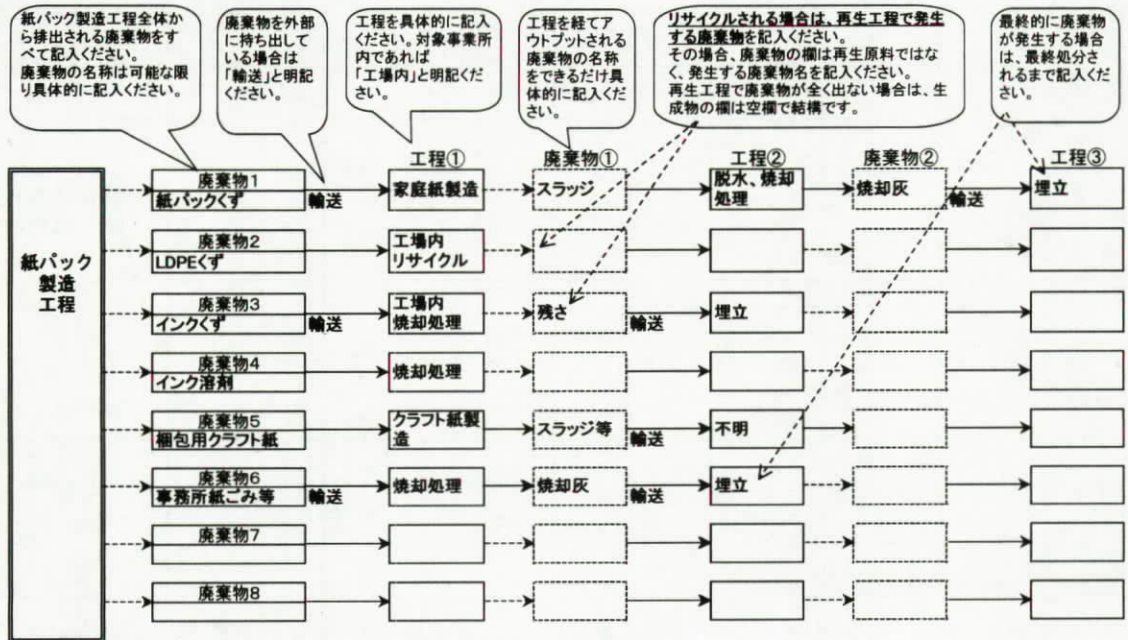 紙パック製造工程全体か
ら排出される廃棄物をす
べて記入ください。
廃棄物の名称は可能な限
り具体的に記入ください。
廃棄物を外部
に持ち出して
いる場合は
「輸送」と明記
ください。
工程を具体的に記入
ください。対象事業所
内であれば
「工場内」と明記くだ
さい。
工程を経てア
ウトプットされる
廃棄物の名称
をできるだけ具
体的に記入くだ
さい。
リサイクルされる場合は、再生工程で発生
する廃棄物を記入ください。
その場合、廃棄物の欄は再生原料ではな
く、発生する廃棄物名を記入ください。
再生工程で廃棄物が全く出ない場合は、生
成物の欄は空欄で結構です。
最終的に廃棄物
が発生する場合
は、最終処分さ
れるまで記入くだ
さい。
工程①
廃棄物①
工程②
廃棄物②
工程③
紙パック
製造
工程
廃棄物1
紙パックくず
輸送
家庭紙製造
スラッジ
脱水、焼却
処理
焼却灰
輸送
埋立
廃棄物2
LDPEくず
工場内
リサイクル
廃棄物3
インクくず
輸送
工場内
焼却処理
残さ
輸送
埋立
廃棄物4
インク溶剤
焼却処理
廃棄物5
梱包用クラフト紙
クラフト紙製
造
スラッジ等
輸送
不明
廃棄物6
事務所紙ごみ等
輸送
焼却処理
焼却灰
輸送
埋立
廃棄物7
廃棄物8